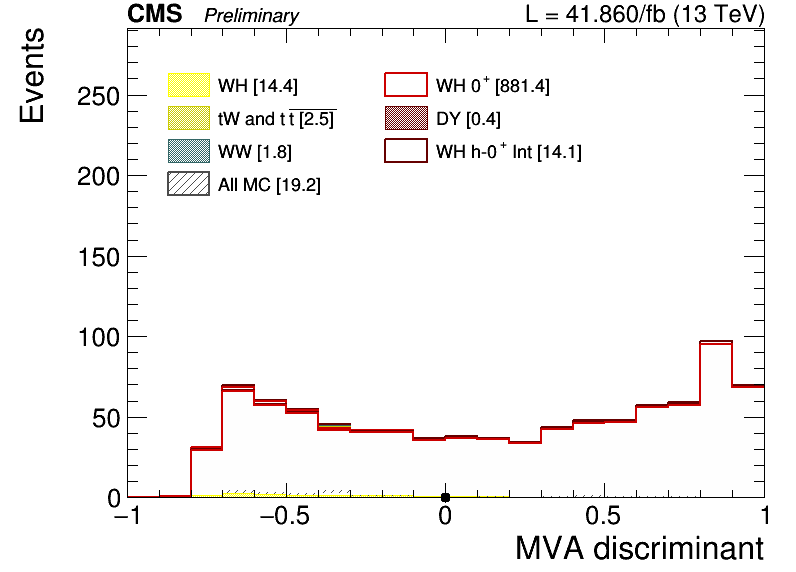 CMS Preliminary L = 41.860/fb (13 TeV)
Events
WH [14.4] WH 0+ [881.4]
tW and t t [2.5] DY [0.4]
WW [1.8] WH h-0+ Int [14.1]
All MC [19.2]
250
200
150
100
50
0
−1 −0.5 0 0.5 1
MVA discriminant